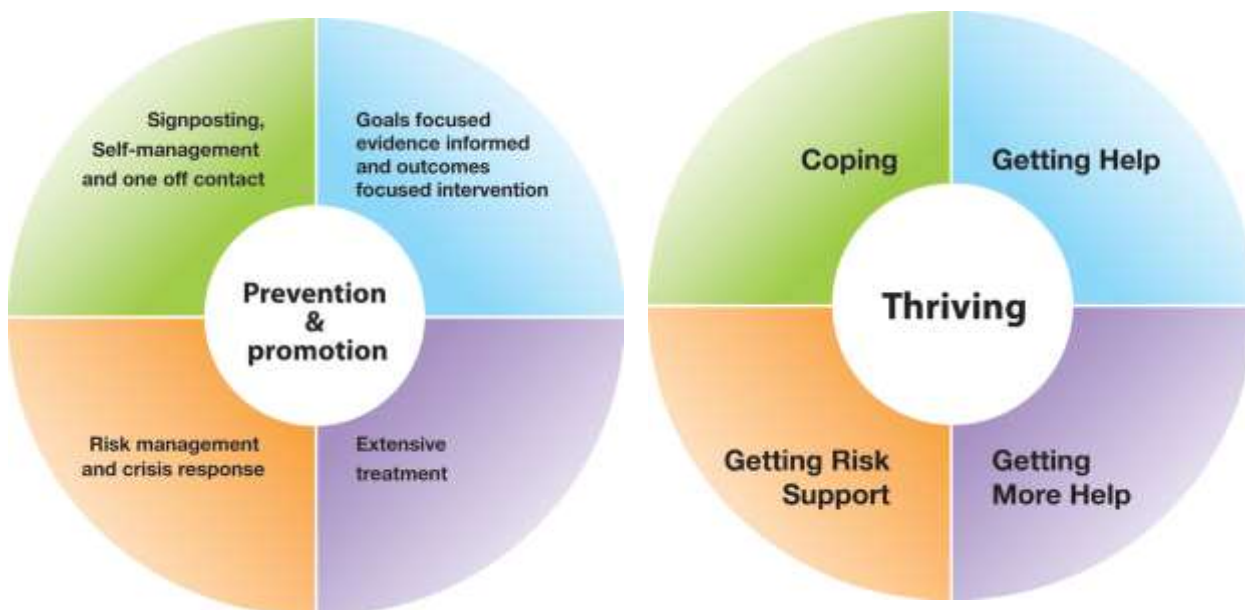 Signposting,
Self-management
and one off contact
Goals focused
evidence informed
and outcomes
focused intervention
Prevention
&
promotion
Risk management
and crisis response
Extensive
treatment
Coping
Getting Help
Thriving
Getting Risk
Support
Getting
More Help